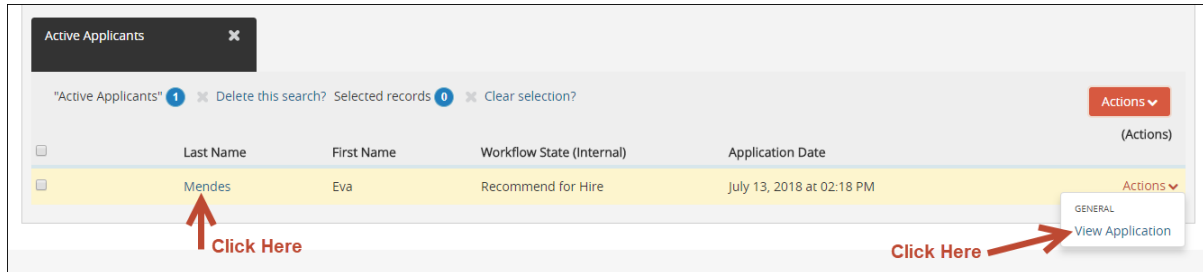 Active Applicants ×
"Active Applicants" 1 × Delete this search? Selected records 0 × Clear selection?
Actions
(Actions)
Last Name First Name Workflow State (Internal) Application Date
Mendes Eva Recommend for Hire July 13, 2018 at 02:18 PM Actions
GENERAL
View Application
Click Here
Click Here